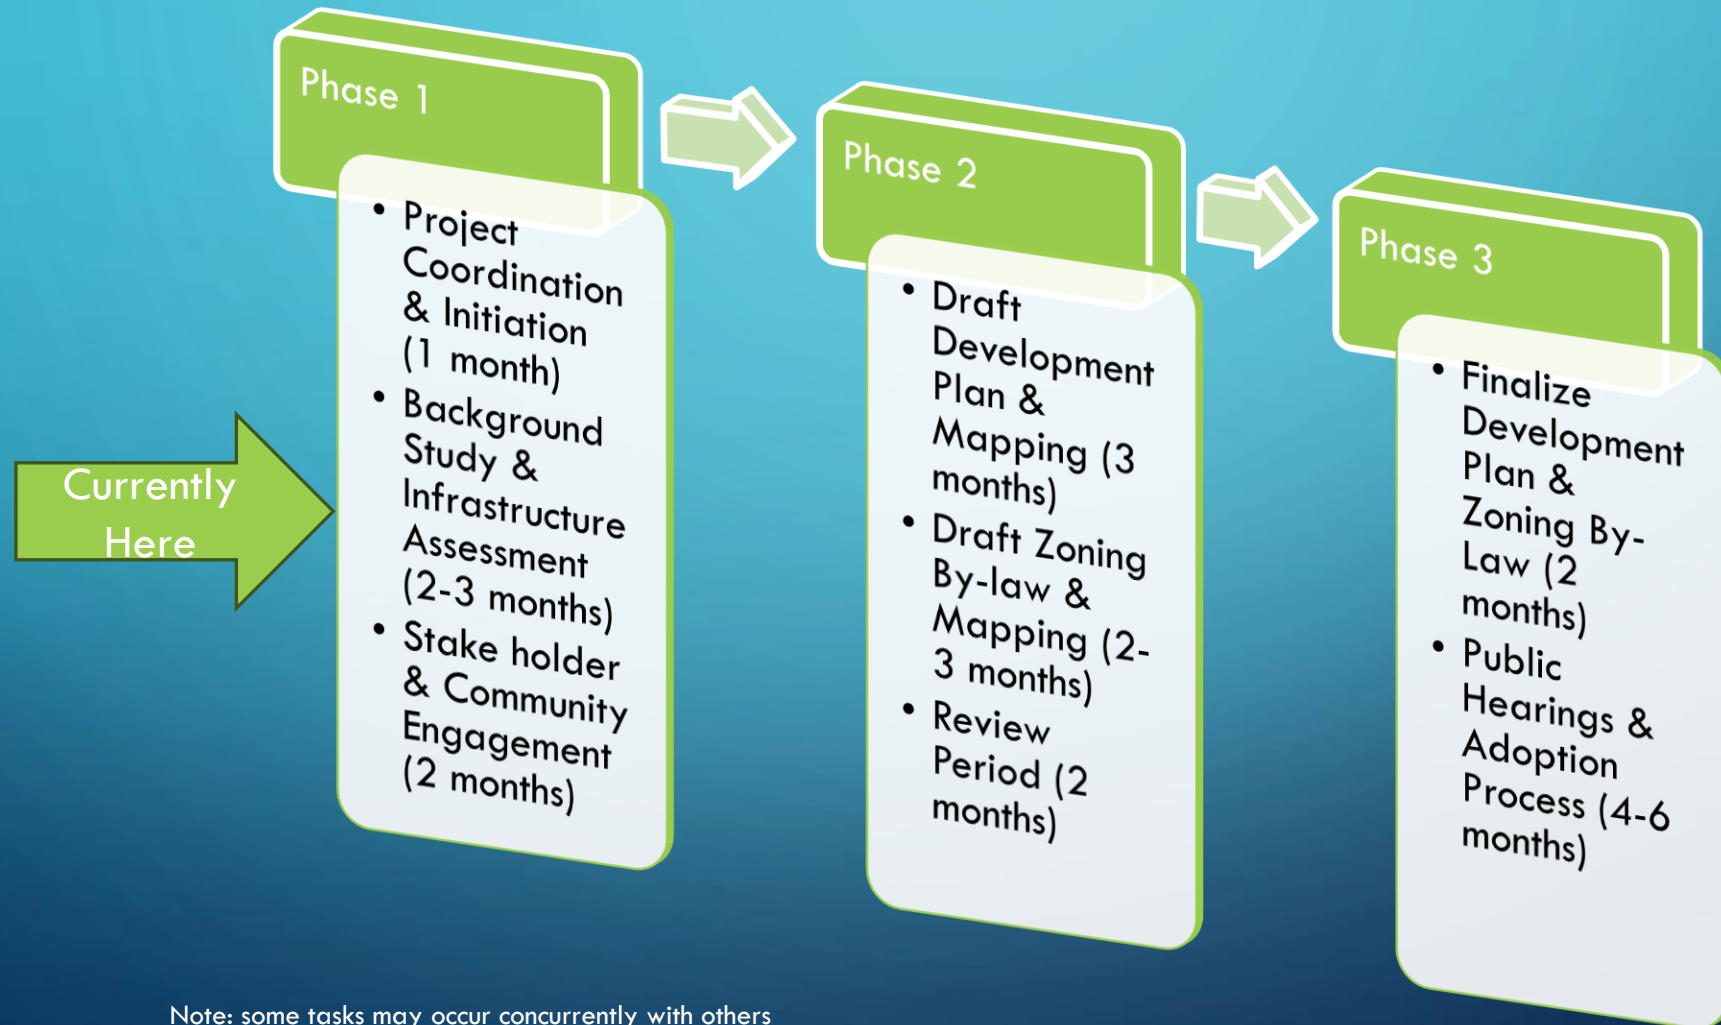 Phase 1
• Project
Coordination
& Initiation
(1 month)
• Background
Study &
Infrastructure
Assessment
(2-3 months)
• Stake holder
& Community
Engagement
(2 months)
Currently
Here
Phase 2
• Draft
Development
Plan &
Mapping (3
months)
• Draft Zoning
By-law &
Mapping (2-
3 months)
• Review
Period (2
months)
Phase 3
• Finalize
Development
Plan &
Zoning By-
Law (2
months)
• Public
Hearings &
Adoption
Process (4-6
months)
Note: some tasks may occur concurrently with others